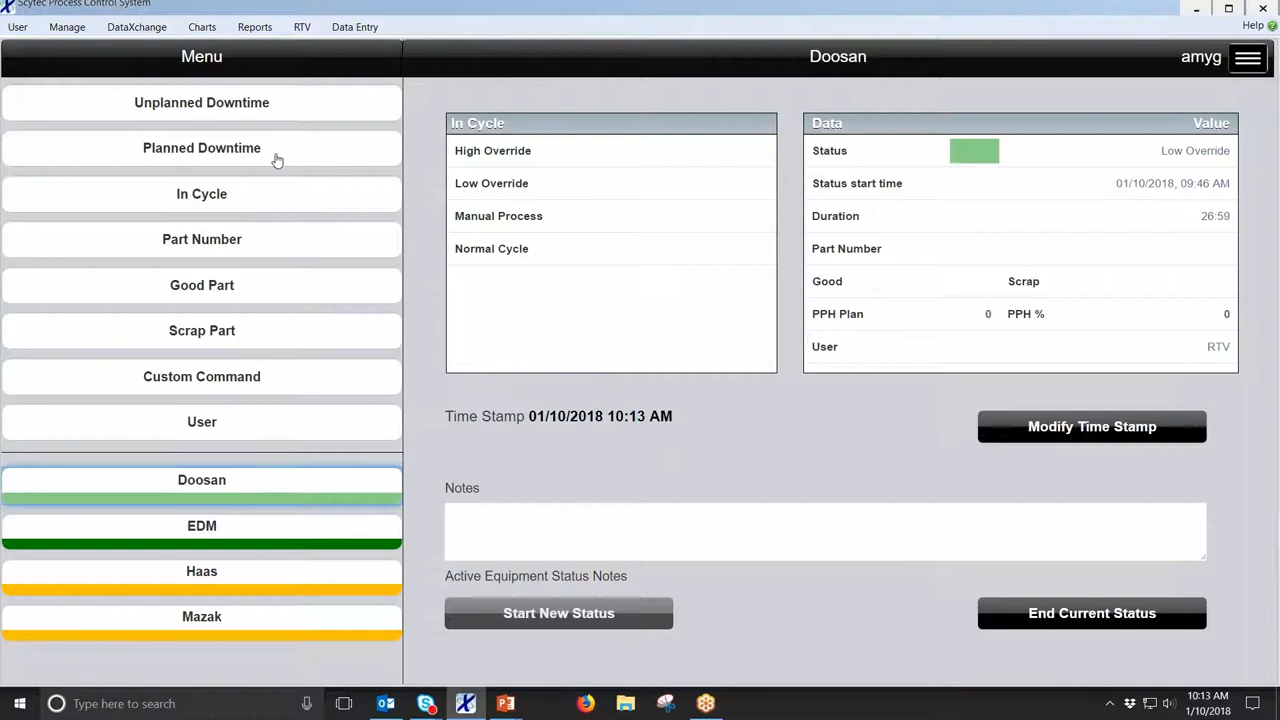 Scytec Process Control System
User Manage DataXchange Charts Reports RTV Data Entry Help
Menu
Doosan
amyg
Unplanned Downtime
Planned Downtime
In Cycle
Part Number
Good Part
Scrap Part
Custom Command
User
Doosan
EDM
Haas
Mazak
In Cycle
High Override
Low Override
Manual Process
Normal Cycle
Data Value
Status Low Override
Status start time 01/10/2018, 09:46 AM
Duration 26:59
Part Number
Good Scrap
PPH Plan 0 PPH % 0
User RTV
Time Stamp 01/10/2018 10:13 AM
Modify Time Stamp
Notes
Active Equipment Status Notes
Start New Status
End Current Status
Type here to search
10:13 AM
1/10/2018